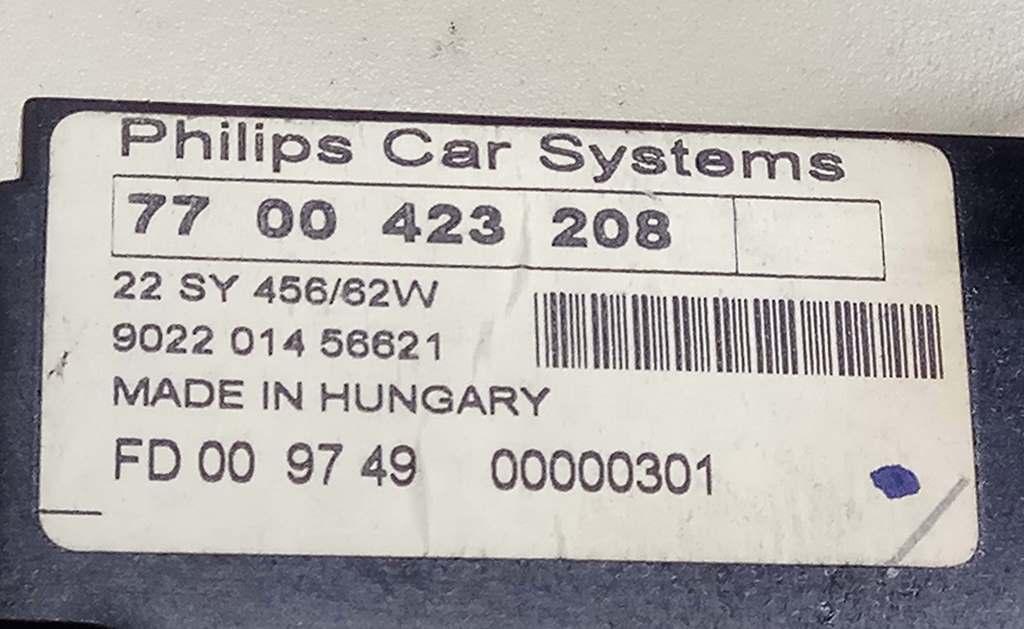 Philips Car Systems
77 00 423 208
22 SY 456/62W
9022 014 56621
MADE IN HUNGARY
FD 00 97 49 00000301